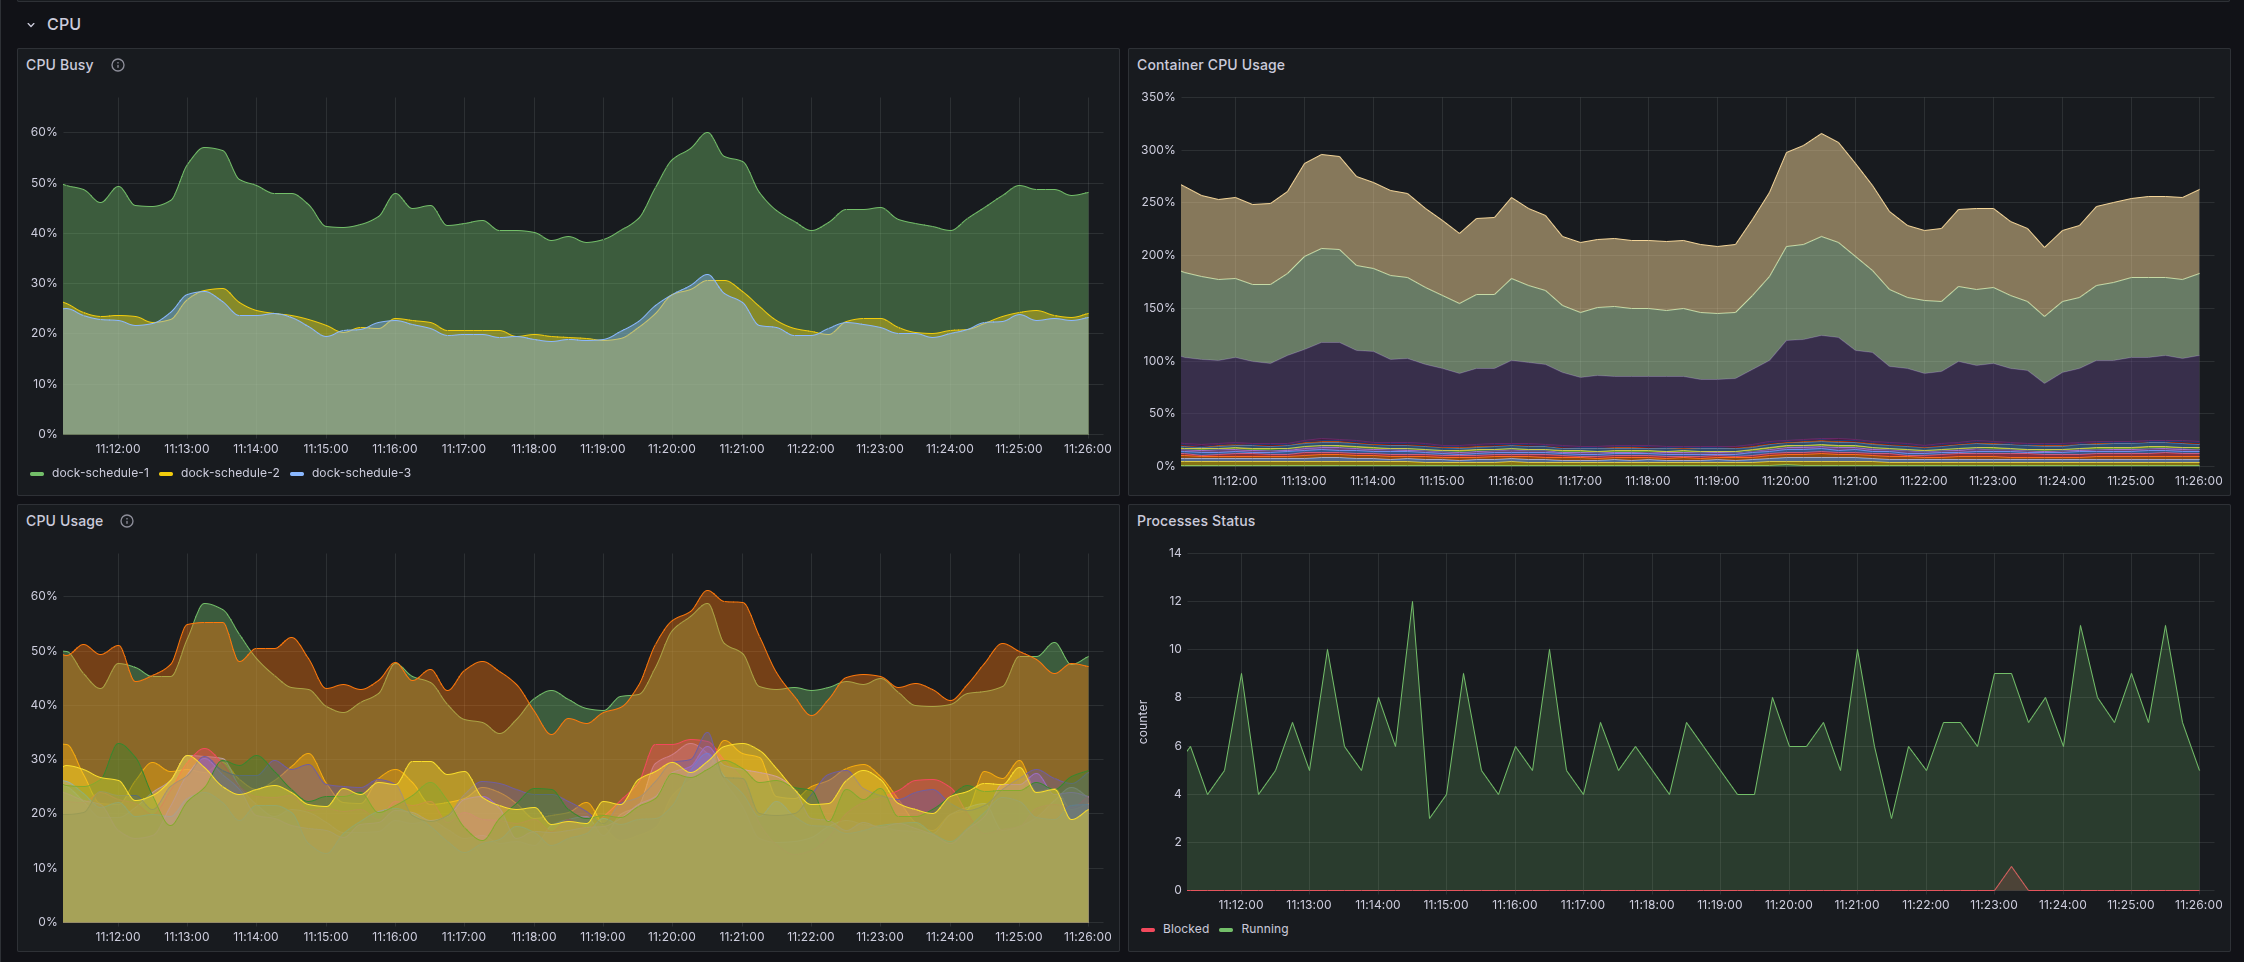 CPU
CPU Busy
60%
50%
40%
30%
20%
10%
0%
11:12:00 11:13:00 11:14:00 11:15:00 11:16:00 11:17:00 11:18:00 11:19:00 11:20:00 11:21:00 11:22:00 11:23:00 11:24:00 11:25:00 11:26:00
dock-schedule-1 dock-schedule-2 dock-schedule-3
Container CPU Usage
350%
300%
250%
200%
150%
100%
50%
0%
11:12:00 11:13:00 11:14:00 11:15:00 11:16:00 11:17:00 11:18:00 11:19:00 11:20:00 11:21:00 11:22:00 11:23:00 11:24:00 11:25:00 11:26:00
CPU Usage
60%
50%
40%
30%
20%
10%
0%
11:12:00 11:13:00 11:14:00 11:15:00 11:16:00 11:17:00 11:18:00 11:19:00 11:20:00 11:21:00 11:22:00 11:23:00 11:24:00 11:25:00 11:26:00
Processes Status
counter
14
12
10
8
6
4
2
0
11:12:00 11:13:00 11:14:00 11:15:00 11:16:00 11:17:00 11:18:00 11:19:00 11:20:00 11:21:00 11:22:00 11:23:00 11:24:00 11:25:00 11:26:00
Blocked Running